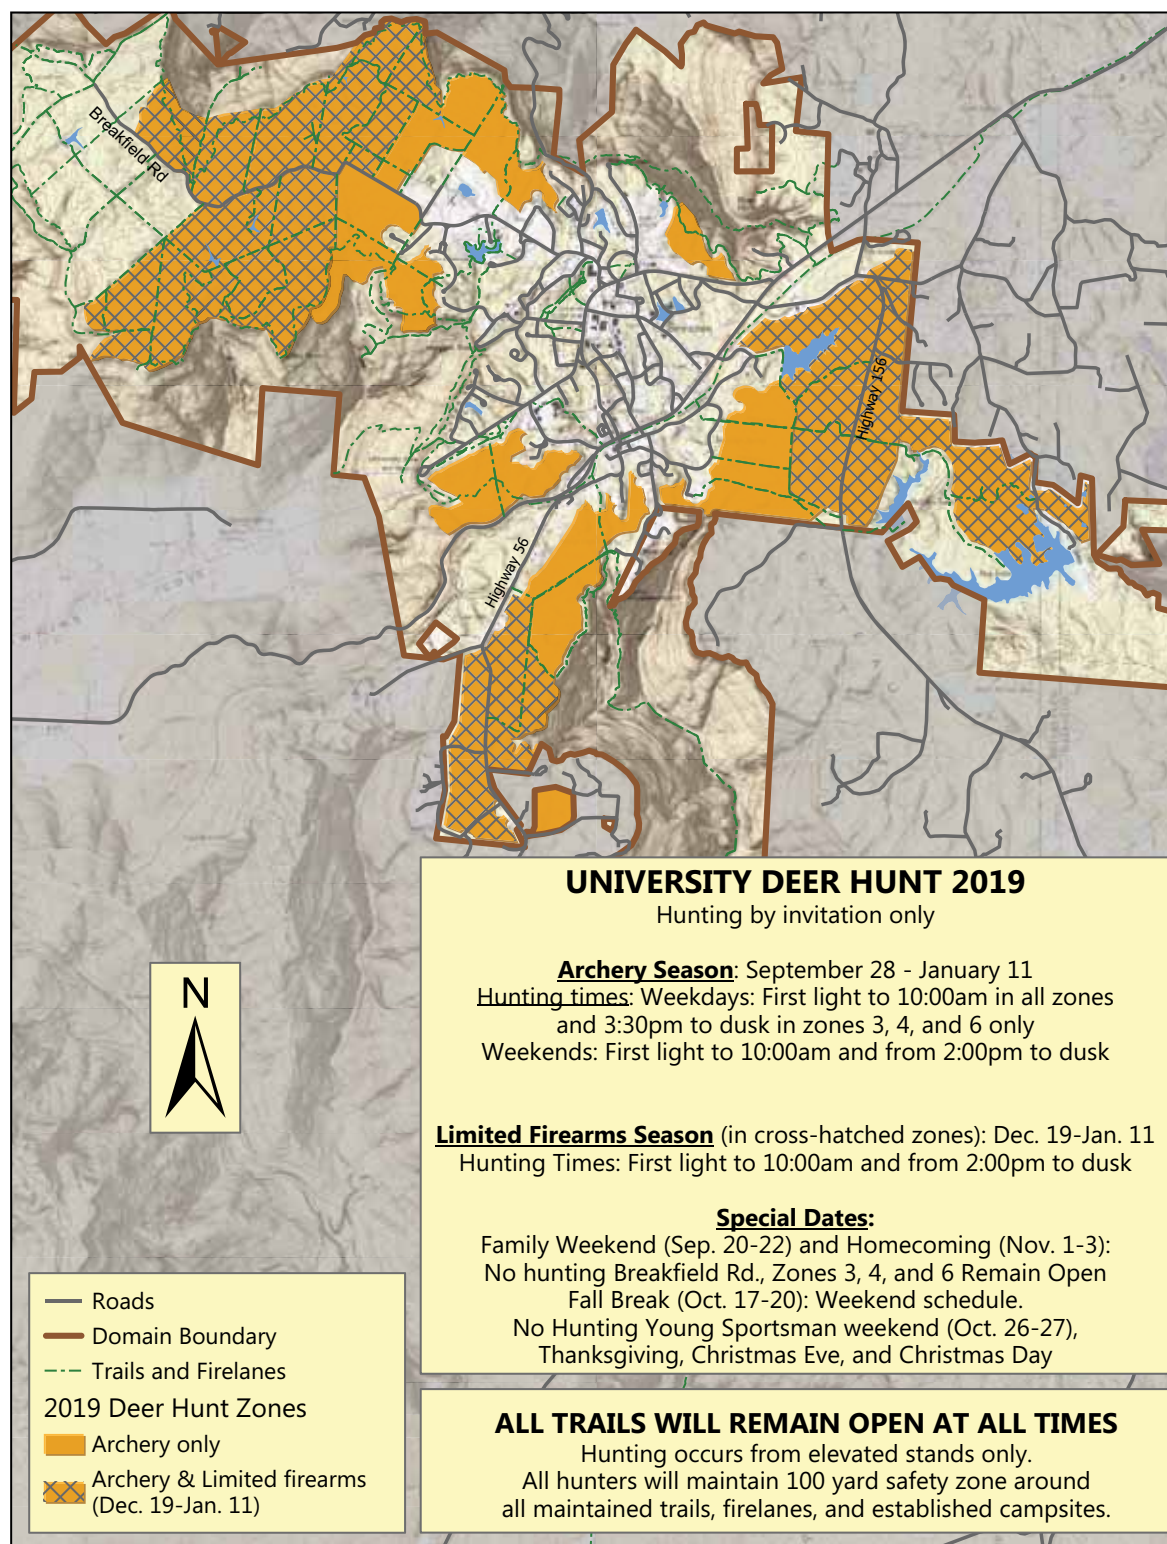 Breakfield Rd
Highway 156
Highway 56
UNIVERSITY DEER HUNT 2019
Hunting by invitation only
Archery Season: September 28 - January 11
Hunting times: Weekdays: First light to 10:00am in all zones
and 3:30pm to dusk in zones 3, 4, and 6 only
Weekends: First light to 10:00am and from 2:00pm to dusk
Limited Firearms Season (in cross-hatched zones): Dec. 19-Jan. 11
Hunting Times: First light to 10:00am and from 2:00pm to dusk
Special Dates:
Family Weekend (Sep. 20-22) and Homecoming (Nov. 1-3):
No hunting Breakfield Rd., Zones 3, 4, and 6 Remain Open
Fall Break (Oct. 17-20): Weekend schedule.
No Hunting Young Sportsman weekend (Oct. 26-27),
Thanksgiving, Christmas Eve, and Christmas Day
N
Roads
Domain Boundary
Trails and Firelanes
2019 Deer Hunt Zones
Archery only
Archery & Limited firearms
(Dec. 19-Jan. 11)
ALL TRAILS WILL REMAIN OPEN AT ALL TIMES
Hunting occurs from elevated stands only.
All hunters will maintain 100 yard safety zone around
all maintained trails, firelanes, and established campsites.